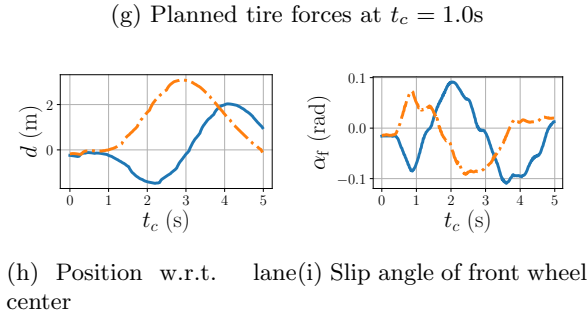 (g) Planned tire forces at t_c = 1.0s
2
0
d (m)
0 1 2 3 4 5
t_c (s)
0.1
0.0
−0.1
α_f (rad)
0 1 2 3 4 5
t_c (s)
(h) Position w.r.t. lane
center
(i) Slip angle of front wheel